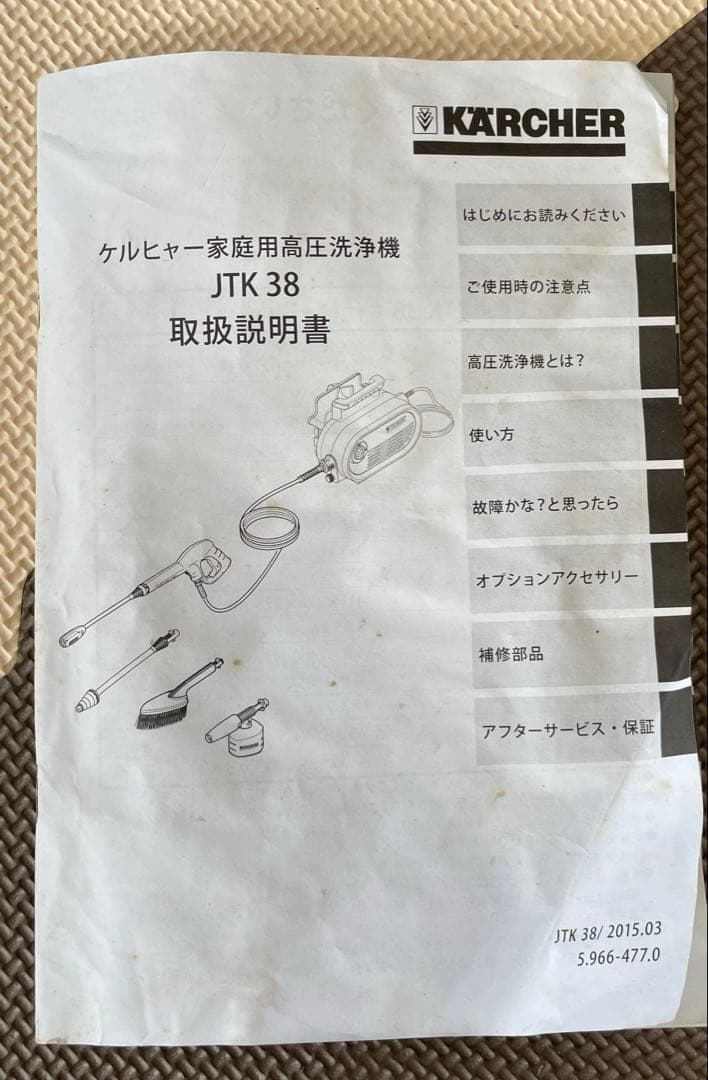 KÄRCHER
ケルヒャー家庭用高圧洗浄機
JTK 38
取扱説明書
はじめにお読みください
ご使用時の注意点
高圧洗浄機とは?
使い方
故障かな?と思ったら
オプションアクセサリー
補修部品
アフターサービス・保証
JTK 38/ 2015.03
5.966-477.0